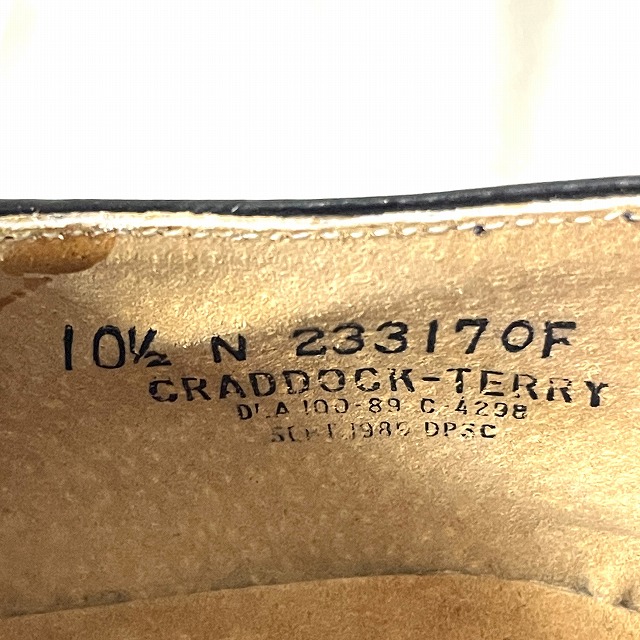 10½ N 233170F
CRADDOCK-TERRY
DLA 100-89-C-4298
SEPT. 1989 DPSC